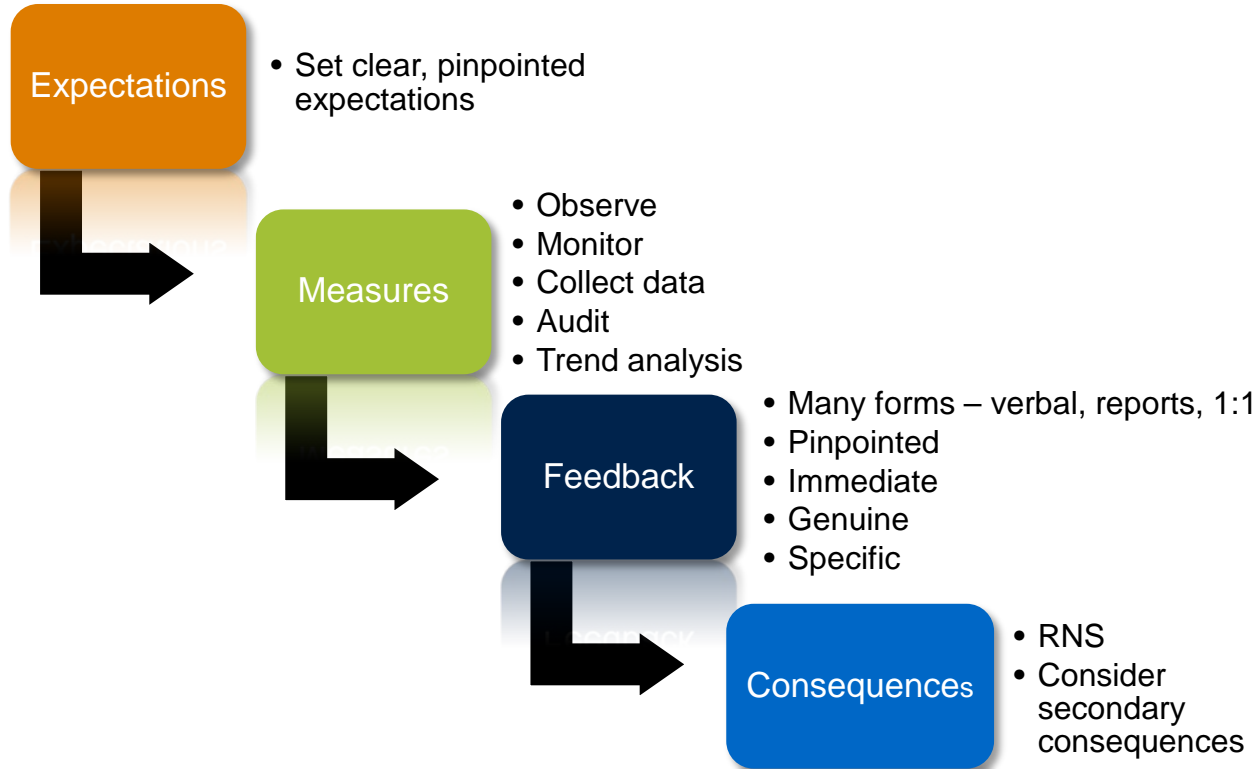 Expectations
• Set clear, pinpointed
expectations
Measures
• Observe
• Monitor
• Collect data
• Audit
• Trend analysis
Feedback
• Many forms – verbal, reports, 1:1
• Pinpointed
• Immediate
• Genuine
• Specific
Consequences
• RNS
• Consider
secondary
consequences